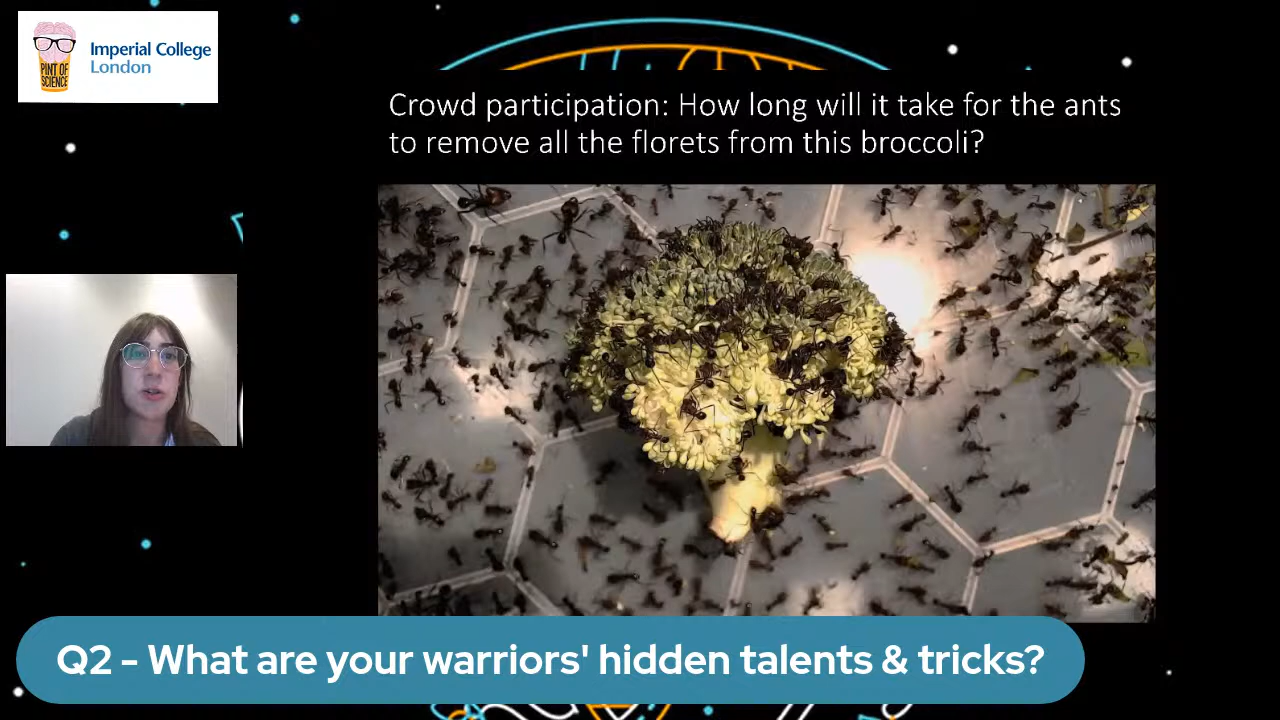 PINT OF
SCIENCE
Imperial College
London
Crowd participation: How long will it take for the ants
to remove all the florets from this broccoli?
Q2 - What are your warriors' hidden talents & tricks?